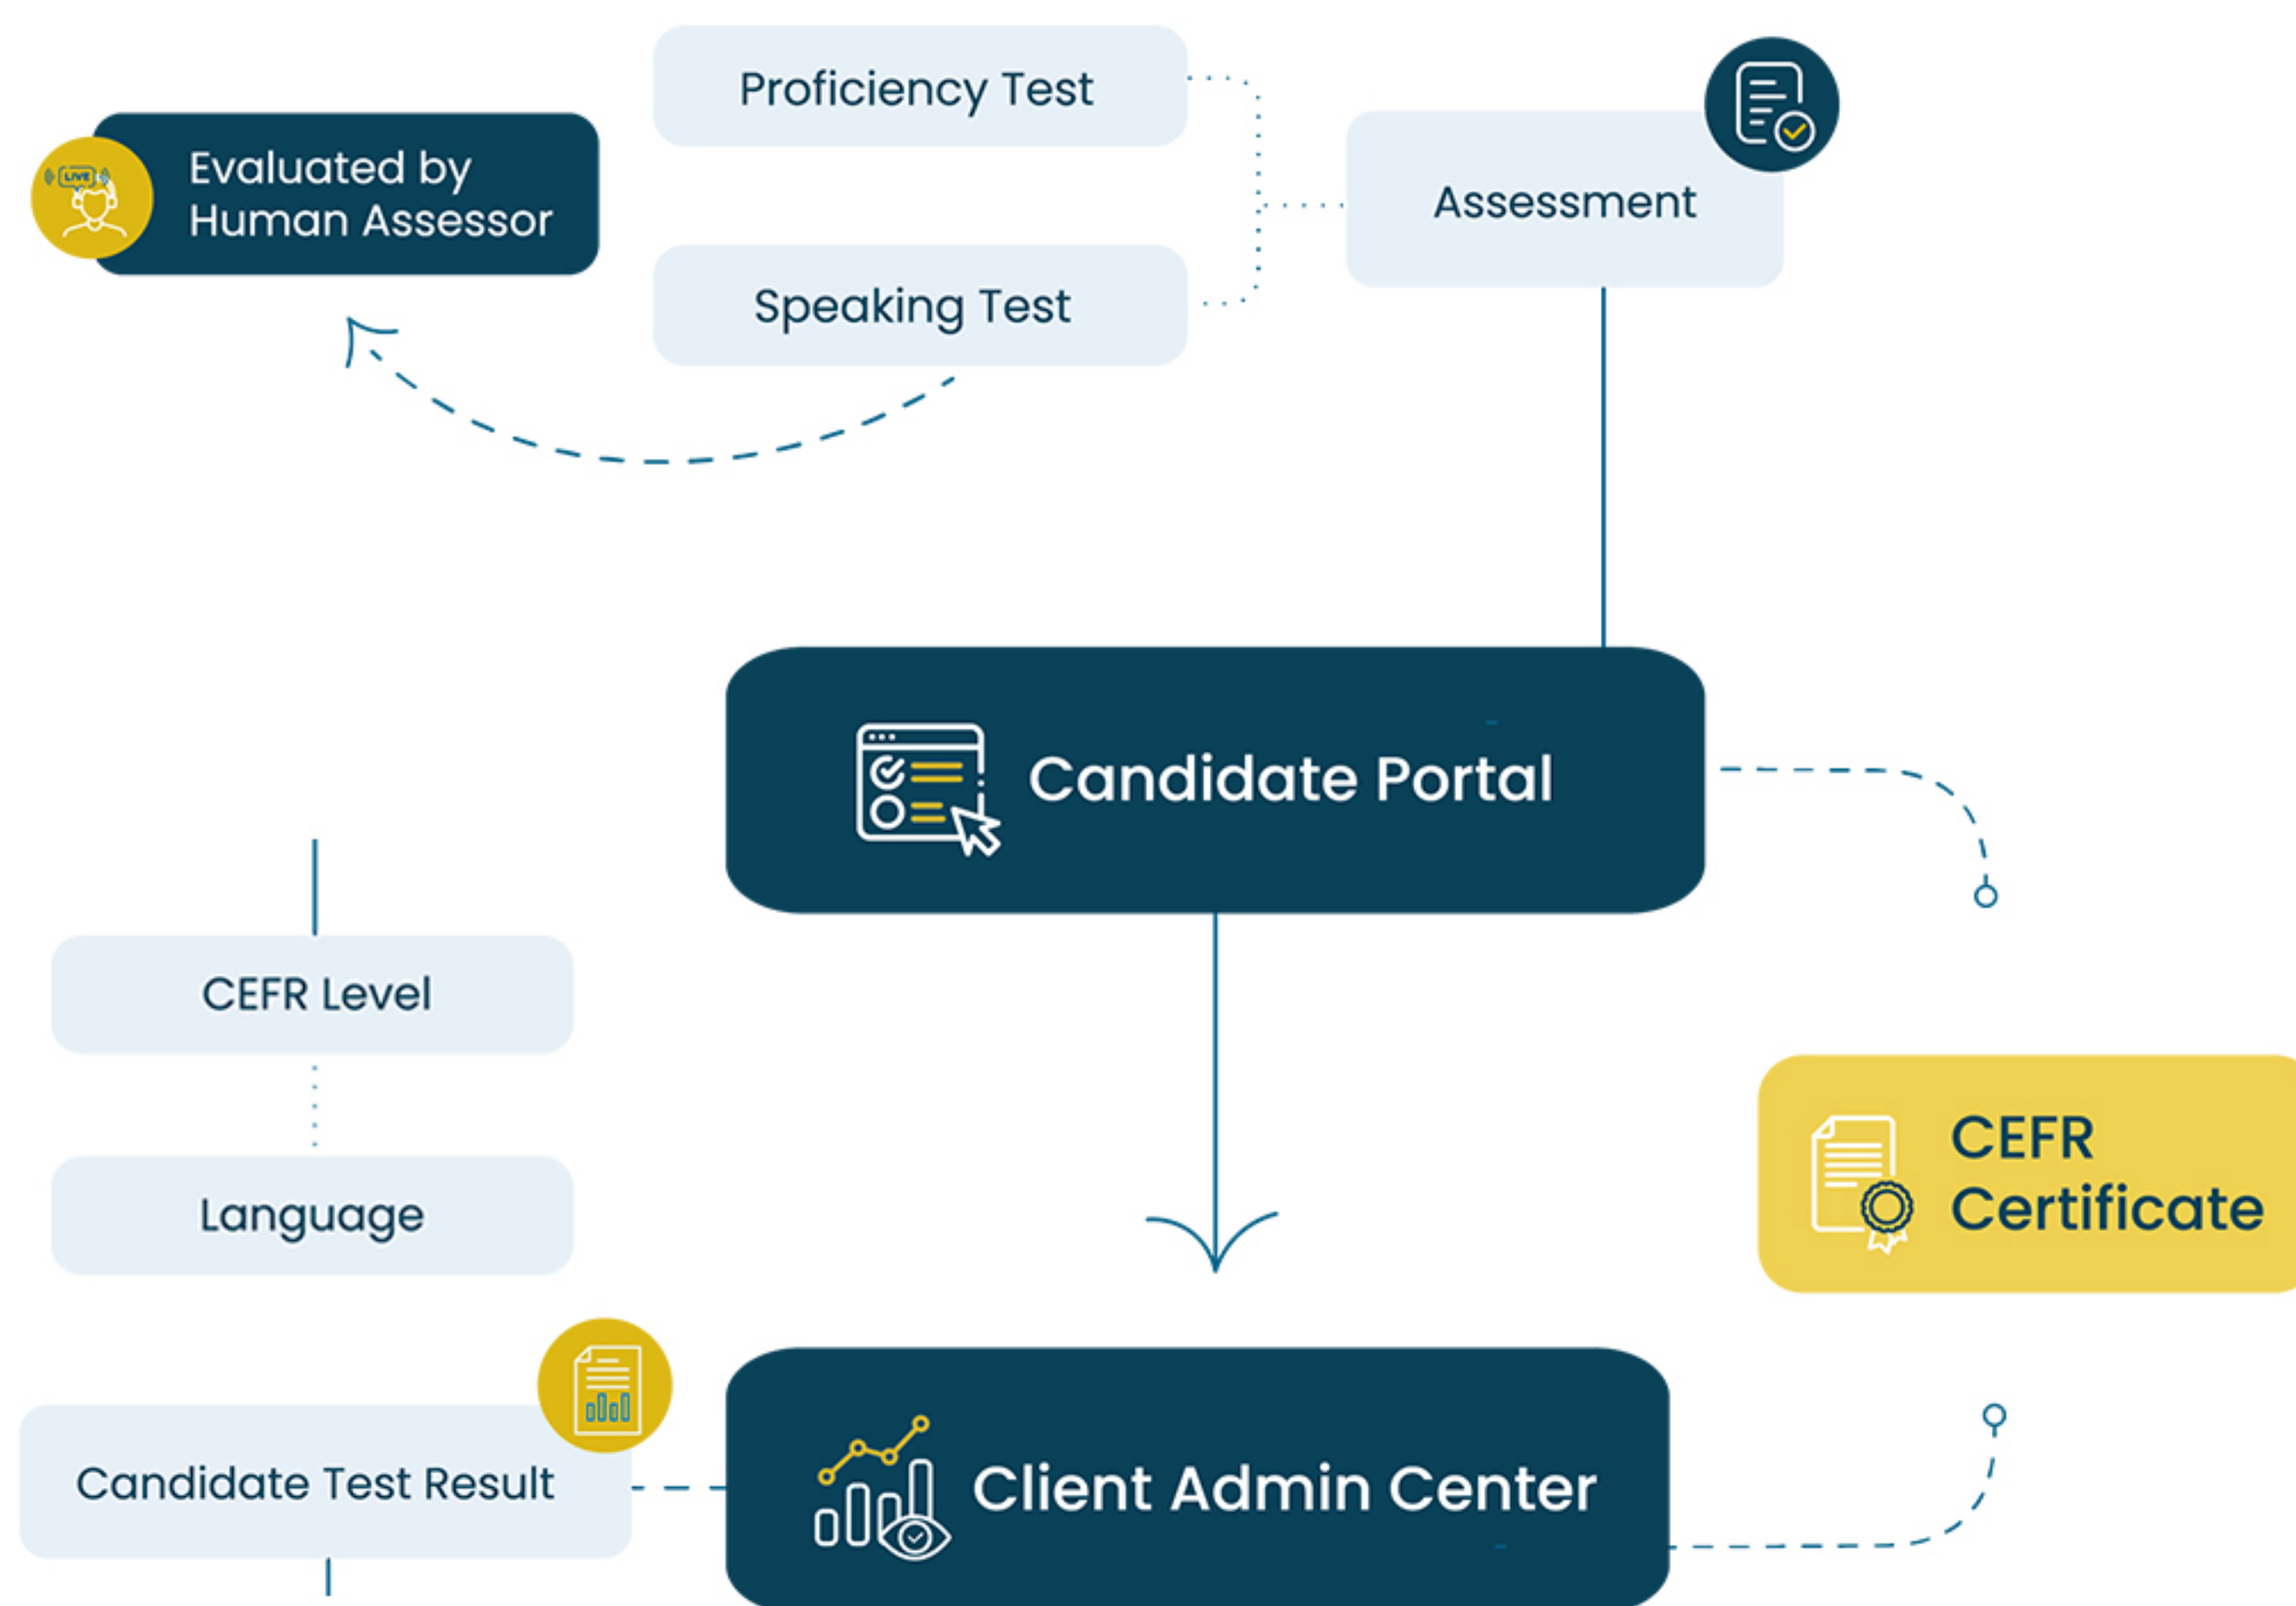 Proficiency Test
LIVE
Evaluated by
Human Assessor
Speaking Test
Assessment
Candidate Portal
CEFR Level
Language
CEFR
Certificate
Candidate Test Result
Client Admin Center